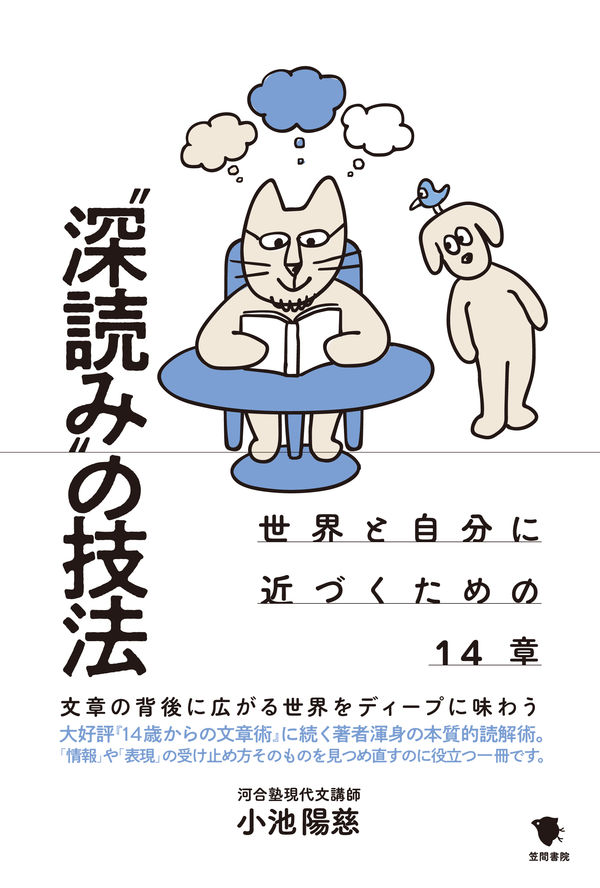 〝深読み〟の技法
世界と自分に
近づくための
14章
文章の背後に広がる世界をディープに味わう
大好評『14歳からの文章術』に続く著者渾身の本質的読解術。
「情報」や「表現」の受け止め方そのものを見つめ直すのに役立つ一冊です。
河合塾現代文講師
小池陽慈
笠間書院